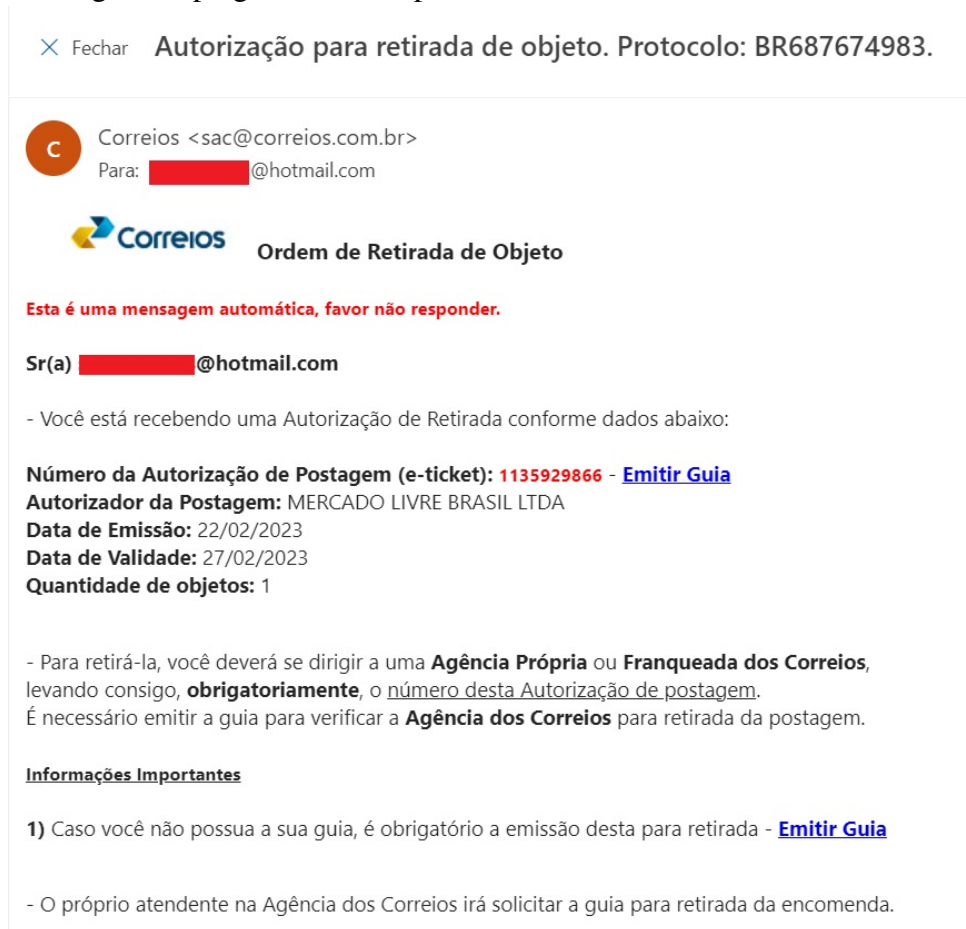 Fechar Autorização para retirada de objeto. Protocolo: BR687674983.
C
Correios <sac@correios.com.br>
Para: @hotmail.com
Correios Ordem de Retirada de Objeto
Esta é uma mensagem automática, favor não responder.
Sr(a) @hotmail.com
- Você está recebendo uma Autorização de Retirada conforme dados abaixo:
Número da Autorização de Postagem (e-ticket): 1135929866 - Emitir Guia
Autorizador da Postagem: MERCADO LIVRE BRASIL LTDA
Data de Emissão: 22/02/2023
Data de Validade: 27/02/2023
Quantidade de objetos: 1
- Para retirá-la, você deverá se dirigir a uma Agência Própria ou Franqueada dos Correios,
levando consigo, obrigatoriamente, o número desta Autorização de postagem.
É necessário emitir a guia para verificar a Agência dos Correios para retirada da postagem.
Informações Importantes
1) Caso você não possua a sua guia, é obrigatório a emissão desta para retirada - Emitir Guia
- O próprio atendente na Agência dos Correios irá solicitar a guia para retirada da encomenda.